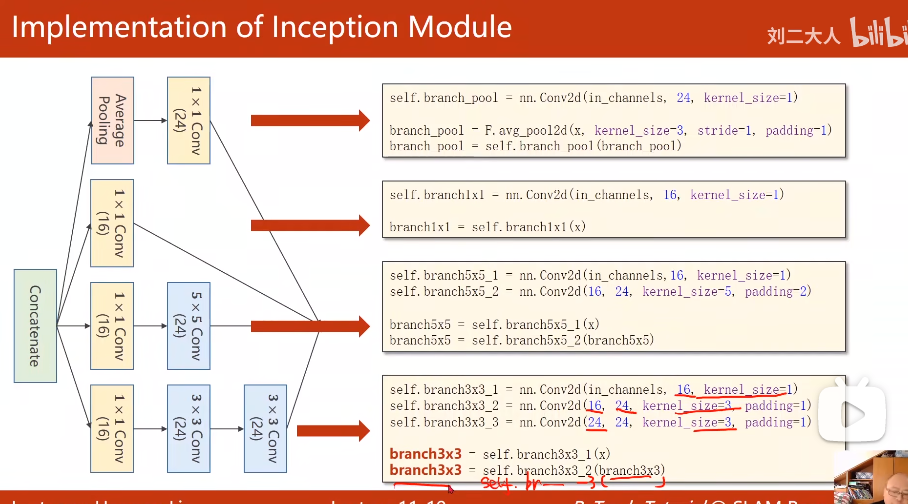 Implementation of Inception Module
刘二大人 bilibili
Average
Pooling
1 × 1 Conv
(24)
1 × 1 Conv
(16)
1 × 1 Conv
(16)
5 × 5 Conv
(24)
1 × 1 Conv
(16)
3 × 3 Conv
(24)
3 × 3 Conv
(24)
Concatenate
self.branch_pool = nn.Conv2d(in_channels, 24, kernel_size=1)
branch_pool = F.avg_pool2d(x, kernel_size=3, stride=1, padding=1)
branch_pool = self.branch_pool(branch_pool)
self.branch1x1 = nn.Conv2d(in_channels, 16, kernel_size=1)
branch1x1 = self.branch1x1(x)
self.branch5x5_1 = nn.Conv2d(in_channels,16, kernel_size=1)
self.branch5x5_2 = nn.Conv2d(16, 24, kernel_size=5, padding=2)
branch5x5 = self.branch5x5_1(x)
branch5x5 = self.branch5x5_2(branch5x5)
self.branch3x3_1 = nn.Conv2d(in_channels, 16, kernel_size=1)
self.branch3x3_2 = nn.Conv2d(16, 24, kernel_size=3, padding=1)
self.branch3x3_3 = nn.Conv2d(24, 24, kernel_size=3, padding=1)
branch3x3 = self.branch3x3_1(x)
branch3x3 = self.branch3x3_2(branch3x3)
self. br